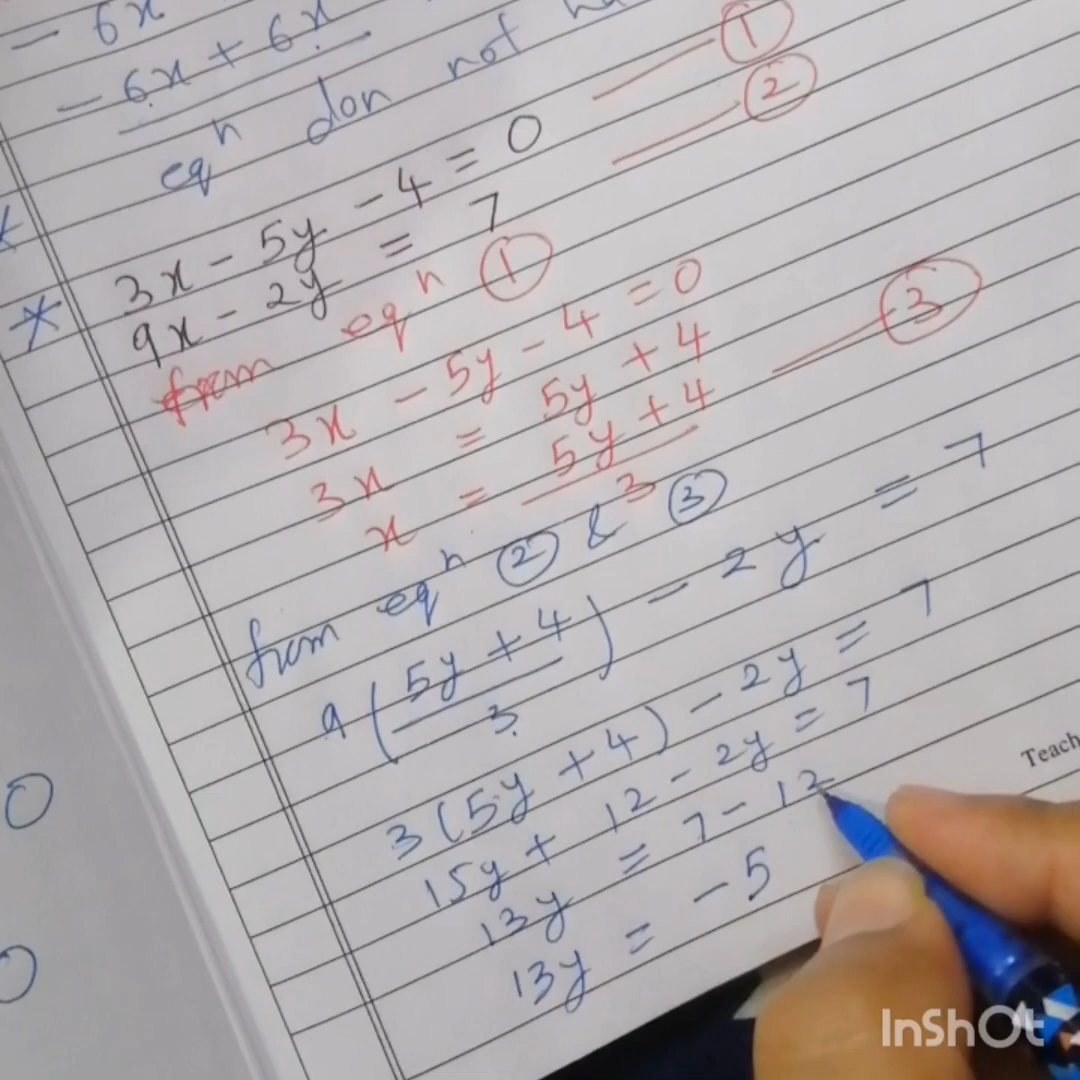 - 6x
- 6x + 6x
eqn don not
3x - 5y - 4 = 0 ①
9x - 2y = 7 ②
from eqn ①
3x - 5y - 4 = 0
3x = 5y + 4
x = 5y + 4 / 3 ③
from eqn ② & ③
9(5y + 4 / 3) - 2y = 7
3(5y + 4) - 2y = 7
15y + 12 - 2y = 7
13y = 7 - 12
13y = - 5
Teach
InShOt